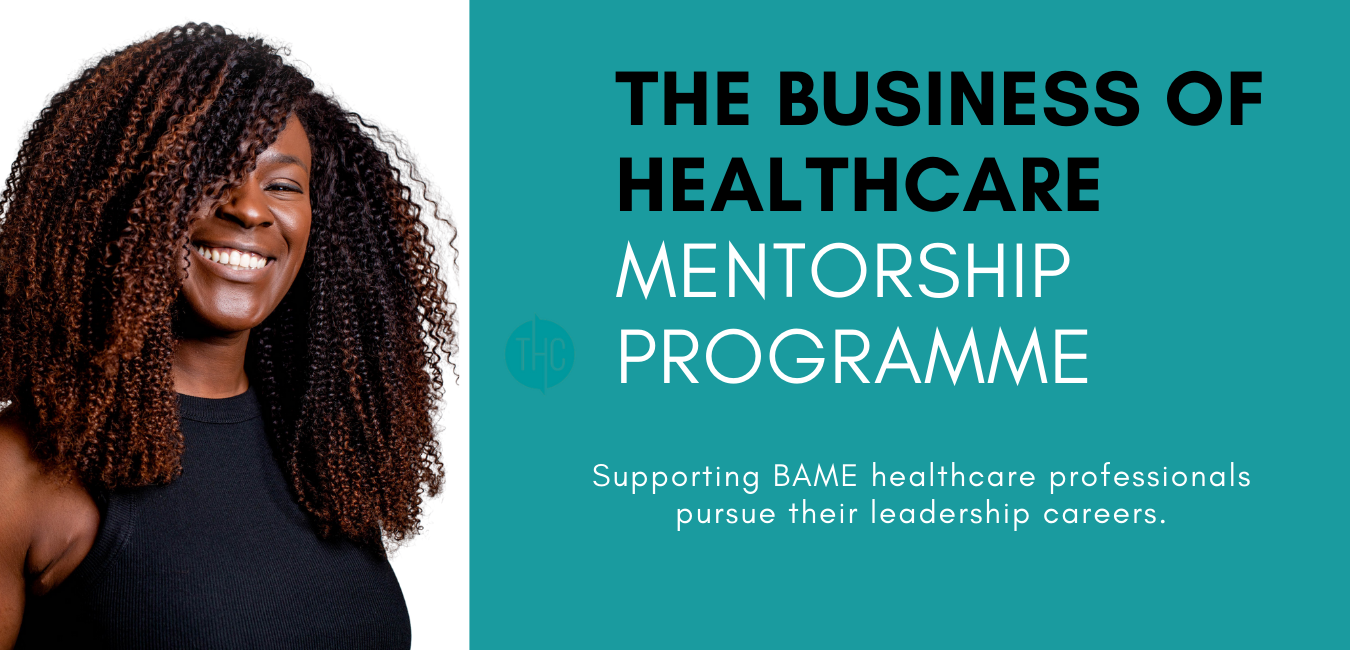 THE BUSINESS OF
HEALTHCARE
MENTORSHIP
PROGRAMME
THC
Supporting BAME healthcare professionals
pursue their leadership careers.